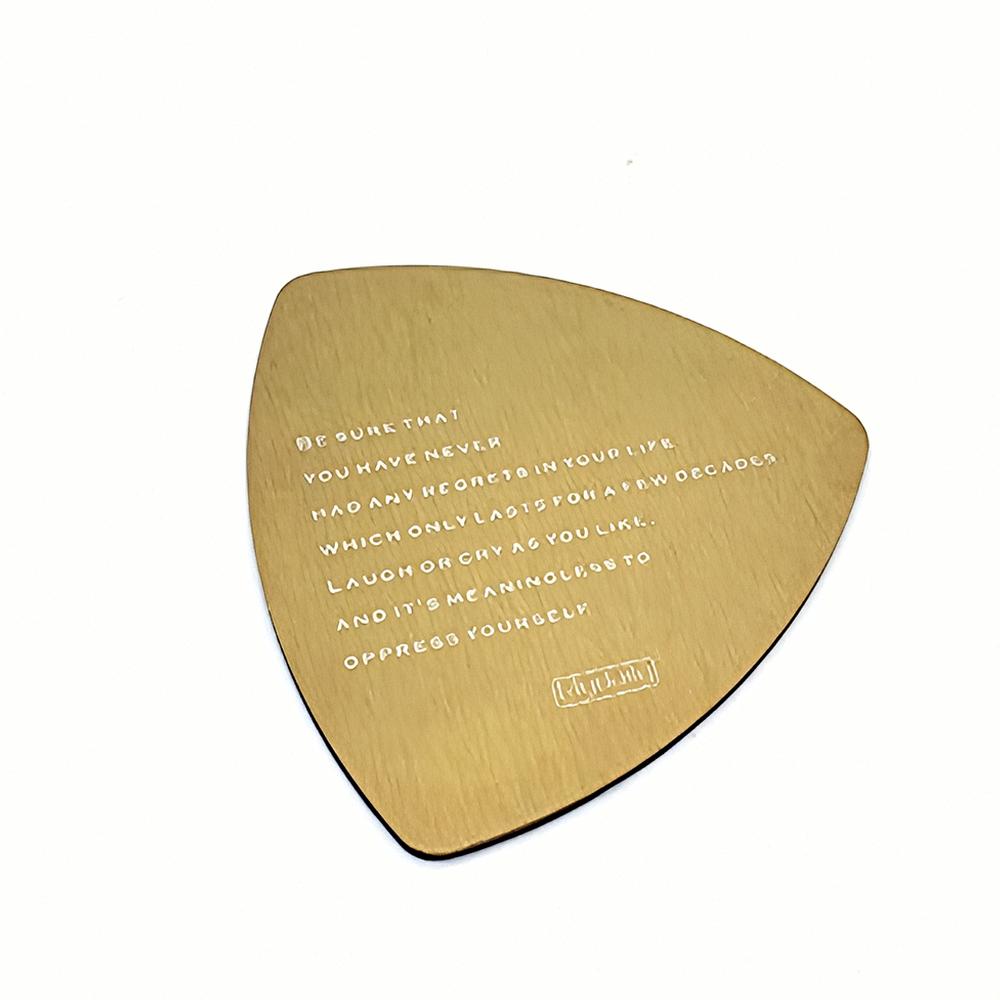 BE SURE THAT
YOU HAVE NEVER
HAD ANY REGRETS IN YOUR LIFE
WHICH ONLY LASTS FOR A FEW DECADES.
LAUGH OR CRY AS YOU LIKE.
AND IT'S MEANINGLESS TO
OPPRESS YOURSELF